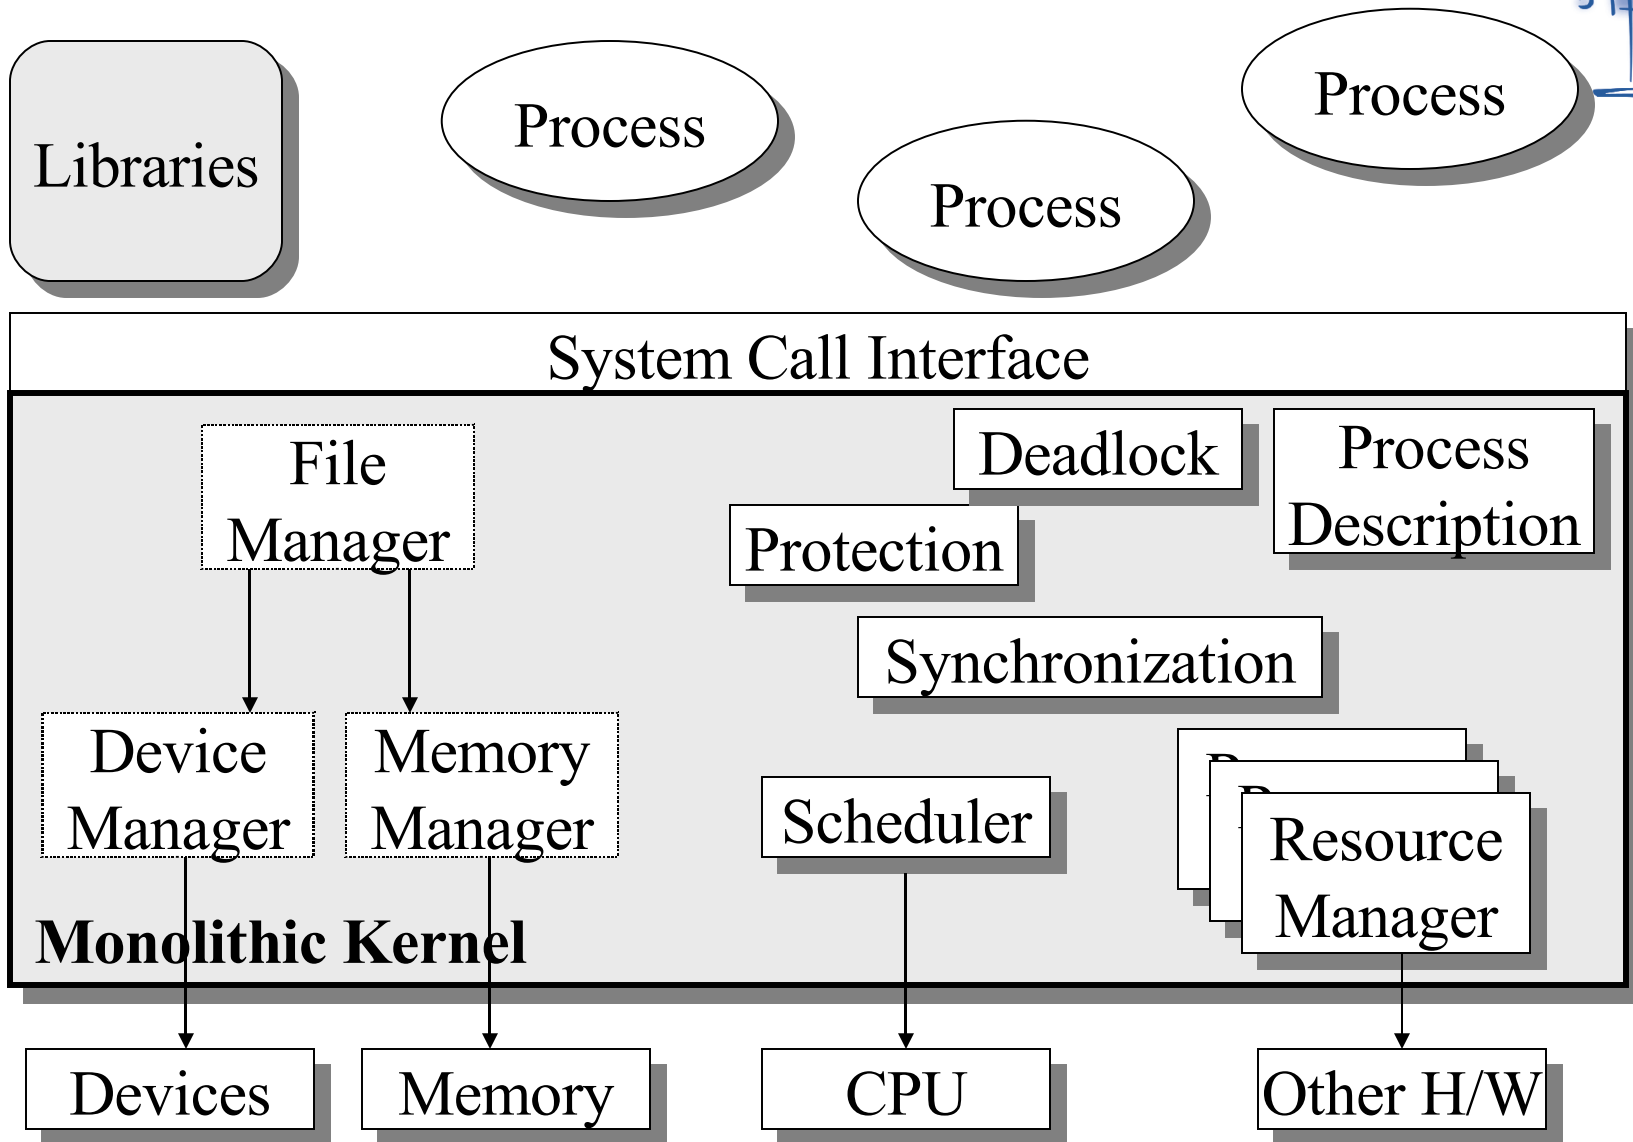 Libraries
Process
Process
Process
System Call Interface
File
Manager
Deadlock
Process
Description
Protection
Synchronization
Device
Manager
Memory
Manager
Scheduler
Resource
Manager
Monolithic Kernel
Devices
Memory
CPU
Other H/W